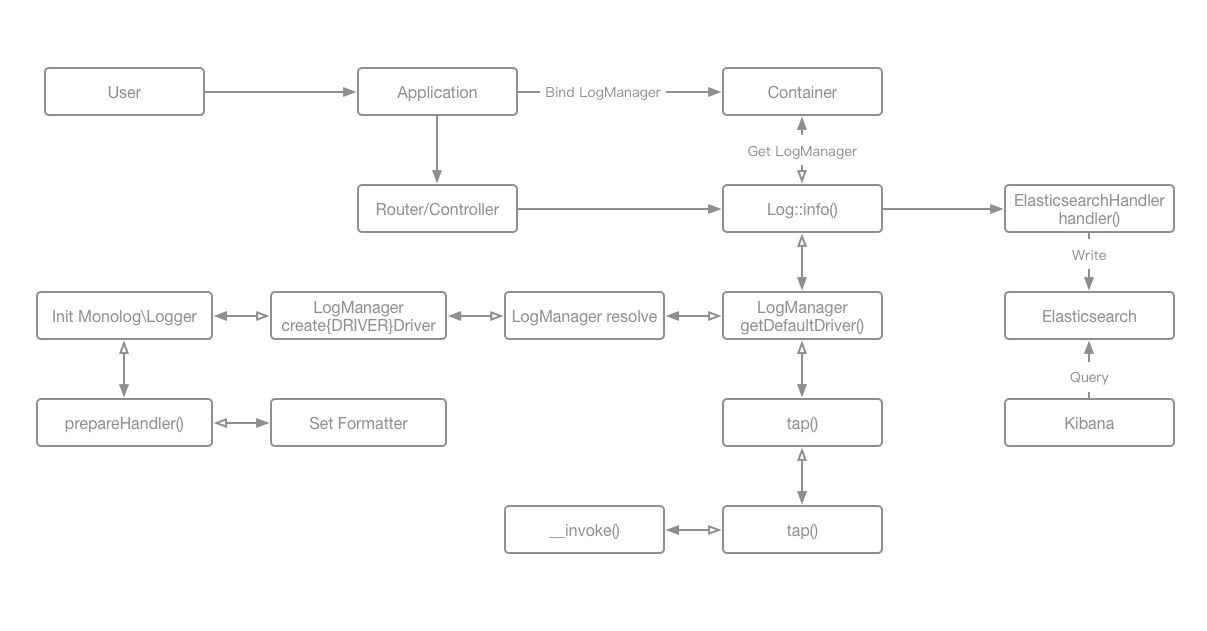 User
Application
Bind LogManager
Container
Get LogManager
Router/Controller
Log::info()
ElasticsearchHandler
handler()
Write
Init Monolog\Logger
LogManager
create{DRIVER}Driver
LogManager resolve
LogManager
getDefaultDriver()
Elasticsearch
Query
prepareHandler()
Set Formatter
tap()
Kibana
__invoke()
tap()